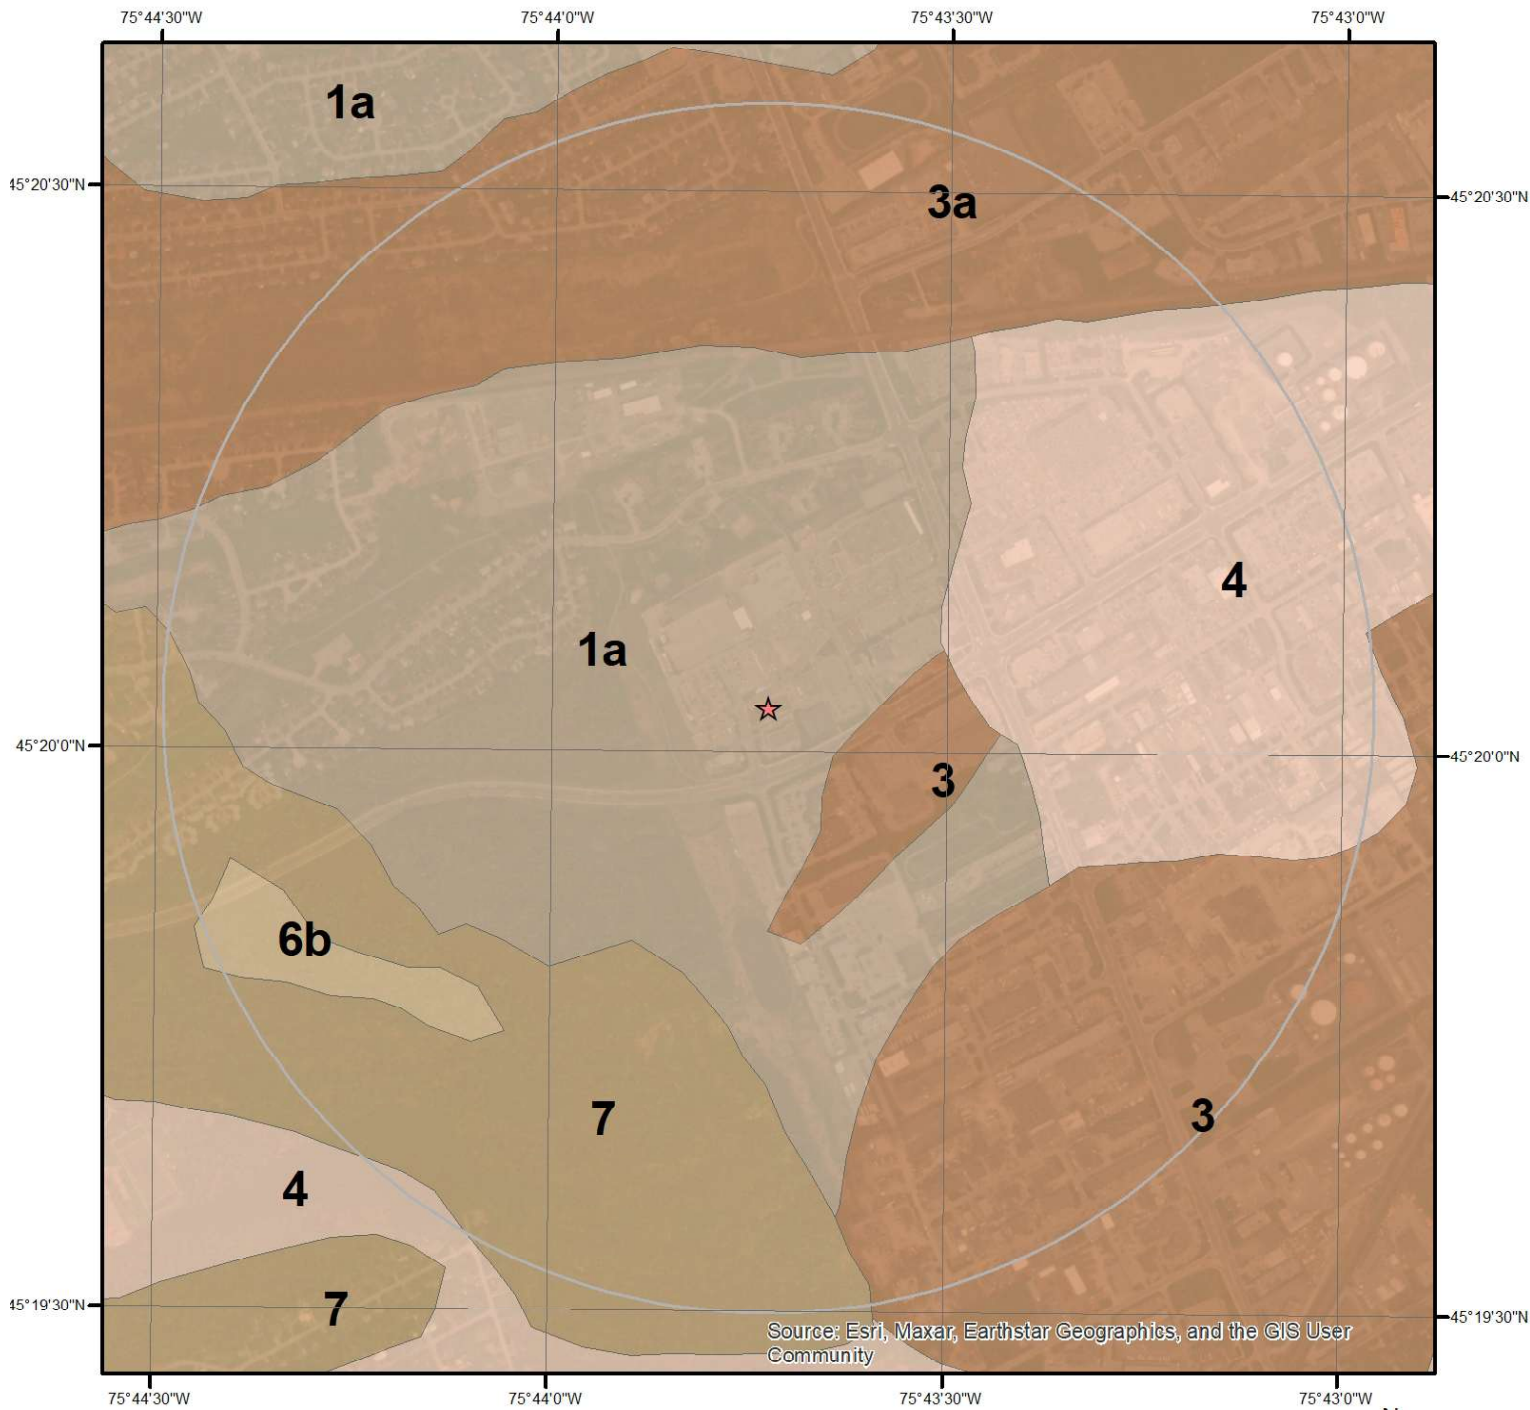 75°44'30"W 75°44'0"W 75°43'30"W 75°43'0"W
1a
45°20'30"N 45°20'30"N
3a
4
1a
45°20'0"N 45°20'0"N
3
6b
7
3
4
7
45°19'30"N 45°19'30"N
Source: Esri, Maxar, Earthstar Geographics, and the GIS User
Community
75°44'30"W 75°44'0"W 75°43'30"W 75°43'0"W